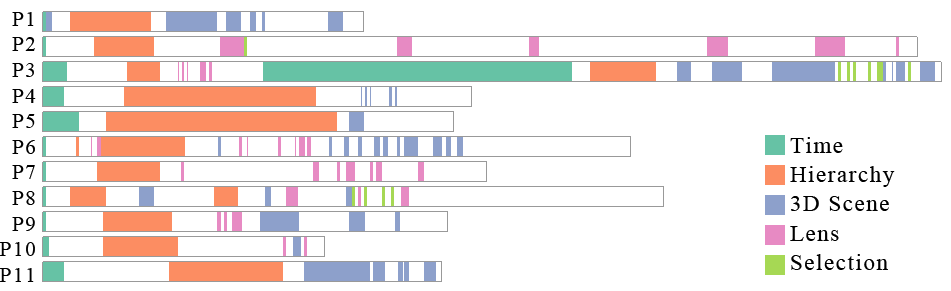 P1
P2
P3
P4
P5
P6
P7
P8
P9
P10
P11
Time
Hierarchy
3D Scene
Lens
Selection